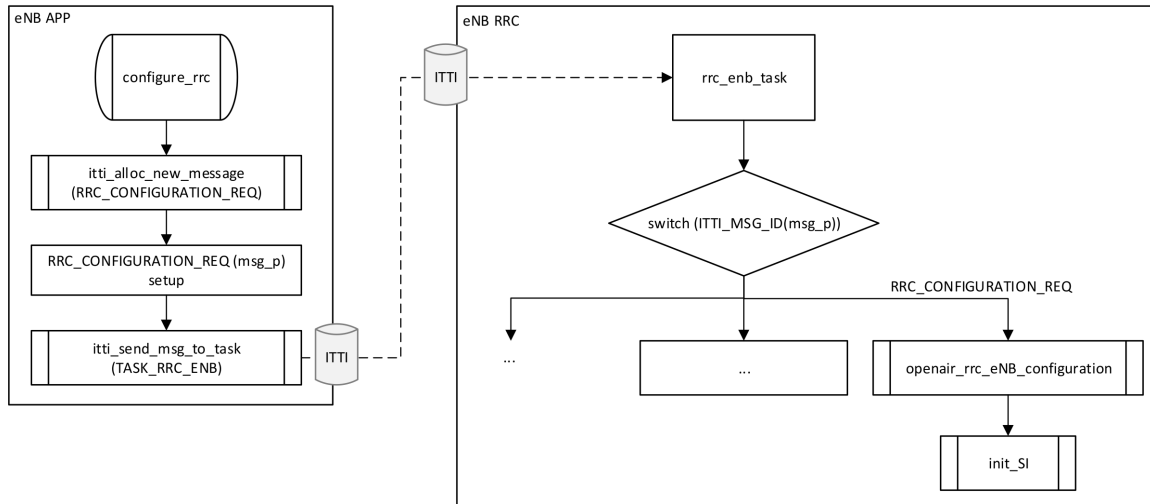 eNB APP
configure_rrc
itti_alloc_new_message
(RRC_CONFIGURATION_REQ)
RRC_CONFIGURATION_REQ (msg_p)
setup
itti_send_msg_to_task
(TASK_RRC_ENB)
ITTI
eNB RRC
ITTI
rrc_enb_task
switch (ITTI_MSG_ID(msg_p))
RRC_CONFIGURATION_REQ
...
...
openair_rrc_eNB_configuration
init_SI